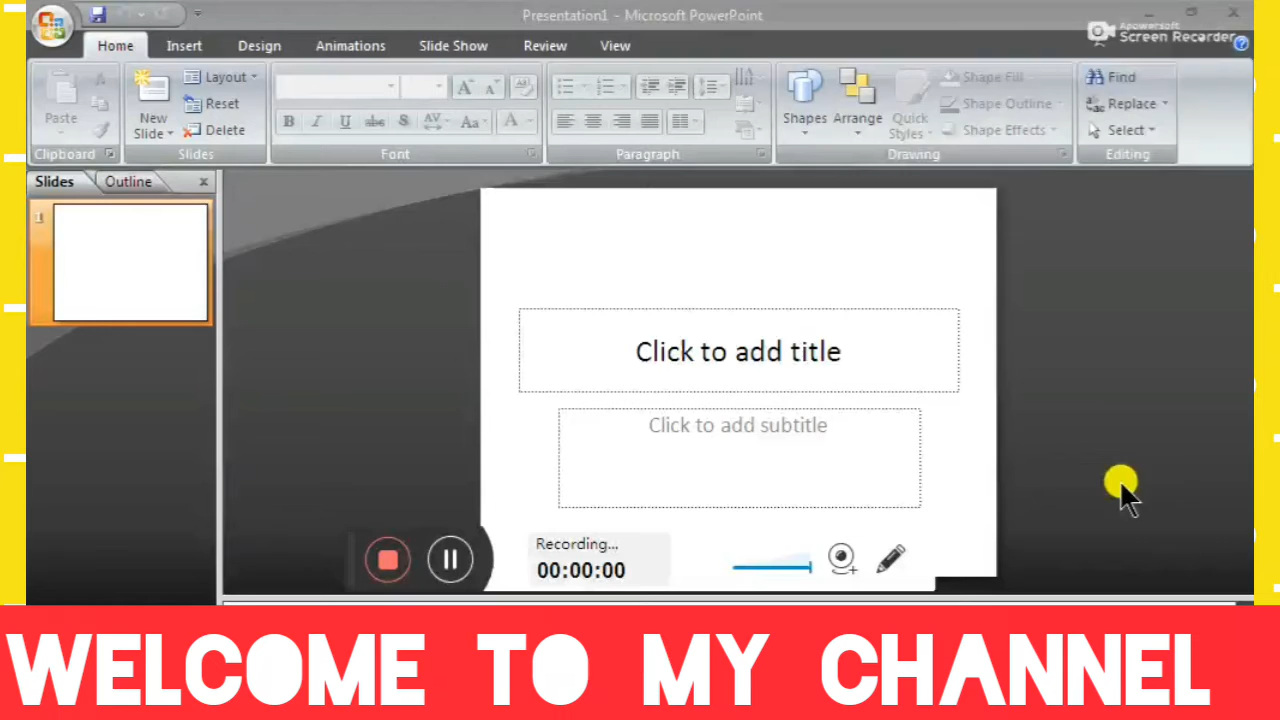 Presentation1 - Microsoft PowerPoint
Apowersoft
Screen Recorder
Home Insert Design Animations Slide Show Review View
Layout Shape Fill Find
Reset Shape Outline Replace
Paste New Slide Delete Shapes Arrange Quick Styles Shape Effects Select
Clipboard Slides Font Paragraph Drawing Editing
Slides Outline
1
Click to add title
Click to add subtitle
Recording...
00:00:00
WELCOME TO MY CHANNEL